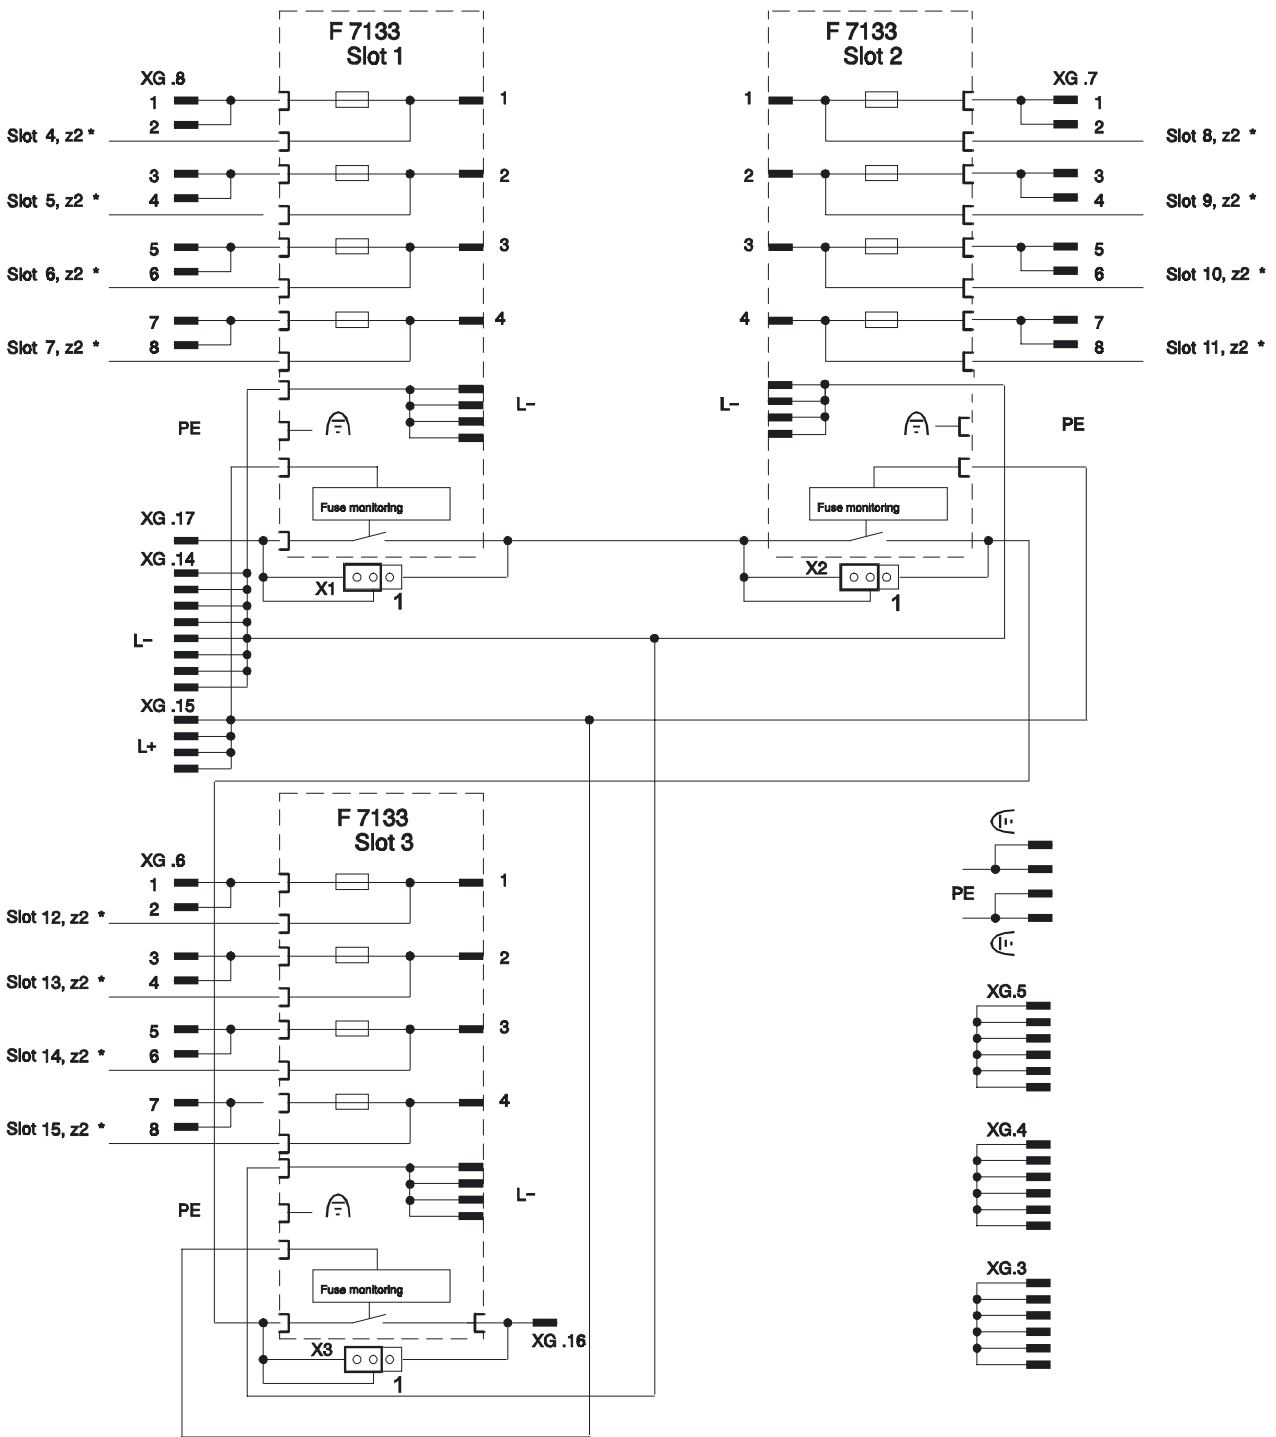 F 7133
Slot 1
XG .8
1
2
Slot 4, z2 *
3
4
Slot 5, z2 *
5
6
Slot 6, z2 *
7
8
Slot 7, z2 *
1
2
3
4
L–
PE
Fuse monitoring
X1
1
F 7133
Slot 2
XG .7
1
2
Slot 8, z2 *
3
4
Slot 9, z2 *
5
6
Slot 10, z2 *
7
8
Slot 11, z2 *
1
2
3
4
L–
PE
Fuse monitoring
X2
1
XG .17
XG .14
L–
XG .15
L+
F 7133
Slot 3
XG .6
1
2
Slot 12, z2 *
3
4
Slot 13, z2 *
5
6
Slot 14, z2 *
7
8
Slot 15, z2 *
1
2
3
4
L–
PE
Fuse monitoring
X3
1
XG .16
PE
XG.5
XG.4
XG.3